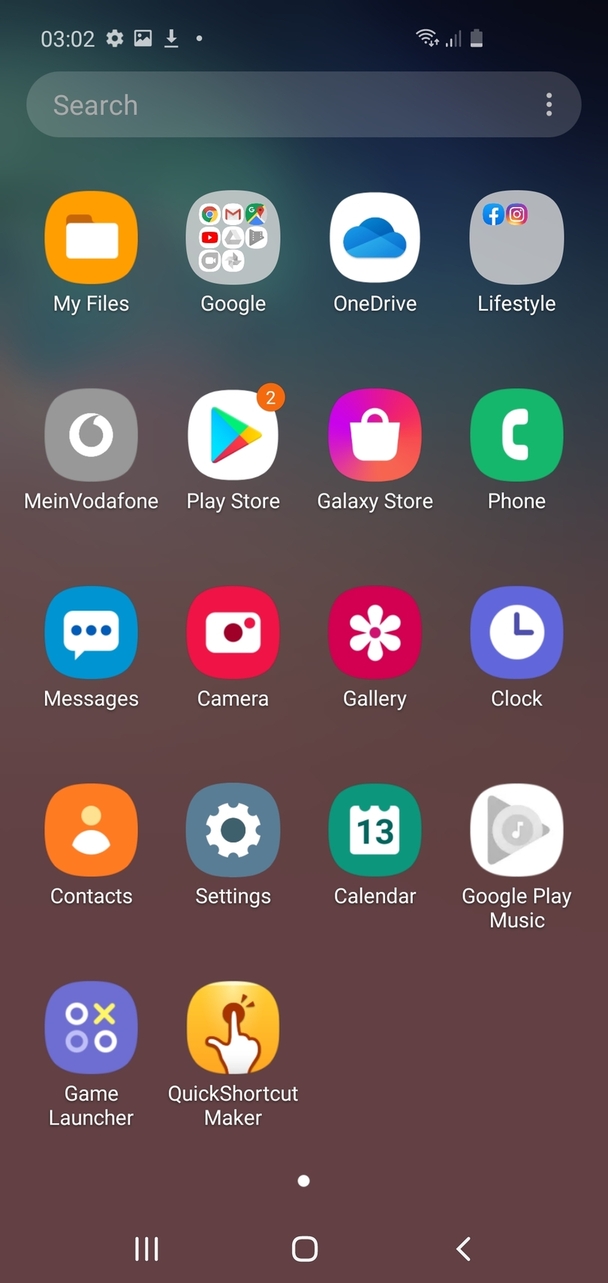 03:02
Search
My Files
Google
OneDrive
Lifestyle
2
MeinVodafone
Play Store
Galaxy Store
Phone
Messages
Camera
Gallery
Clock
13
Contacts
Settings
Calendar
Google Play
Music
Game
Launcher
QuickShortcut
Maker